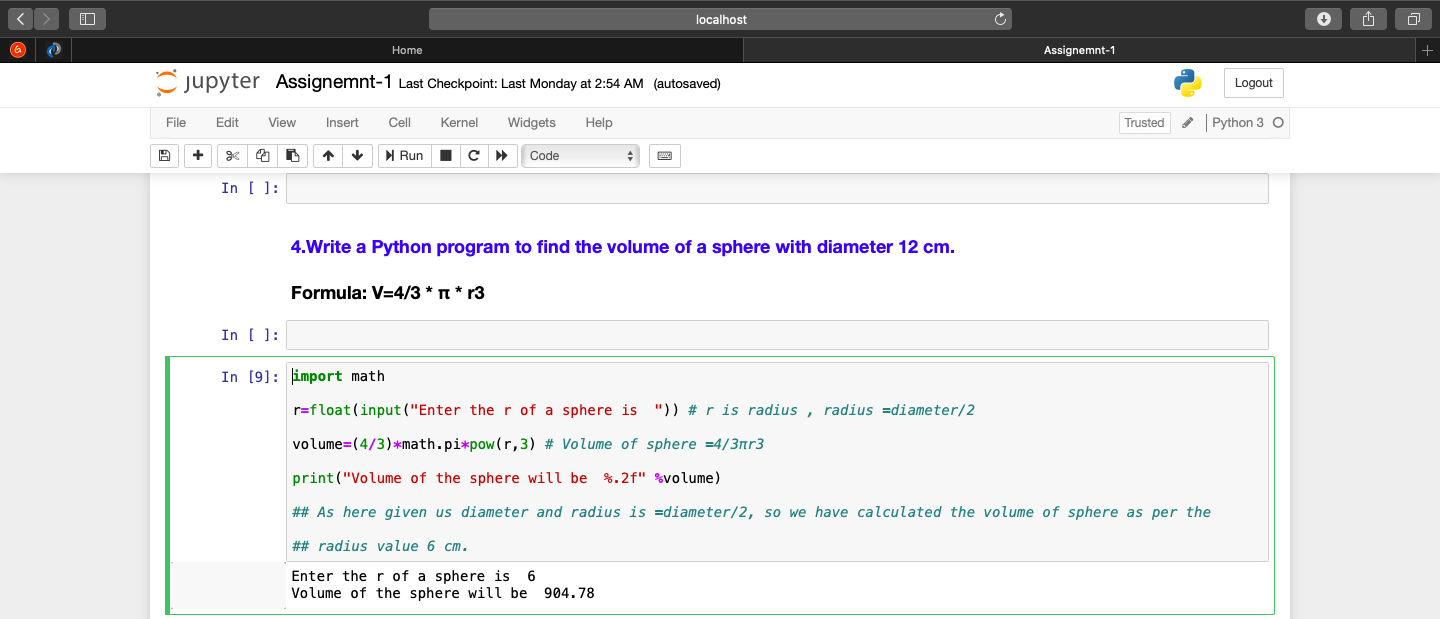 localhost
Home
Assignemnt-1
jupyter Assignemnt-1 Last Checkpoint: Last Monday at 2:54 AM (autosaved)
Logout
File Edit View Insert Cell Kernel Widgets Help
Trusted
Python 3
Run
Code
In [ ]:
4.Write a Python program to find the volume of a sphere with diameter 12 cm.
Formula: V=4/3 * π * r3
In [ ]:
In [9]:
import math
r=float(input("Enter the r of a sphere is  ")) # r is radius , radius =diameter/2
volume=(4/3)*math.pi*pow(r,3) # Volume of sphere =4/3πr3
print("Volume of the sphere will be  %.2f" %volume)
## As here given us diameter and radius is =diameter/2, so we have calculated the volume of sphere as per the
## radius value 6 cm.
Enter the r of a sphere is  6
Volume of the sphere will be  904.78